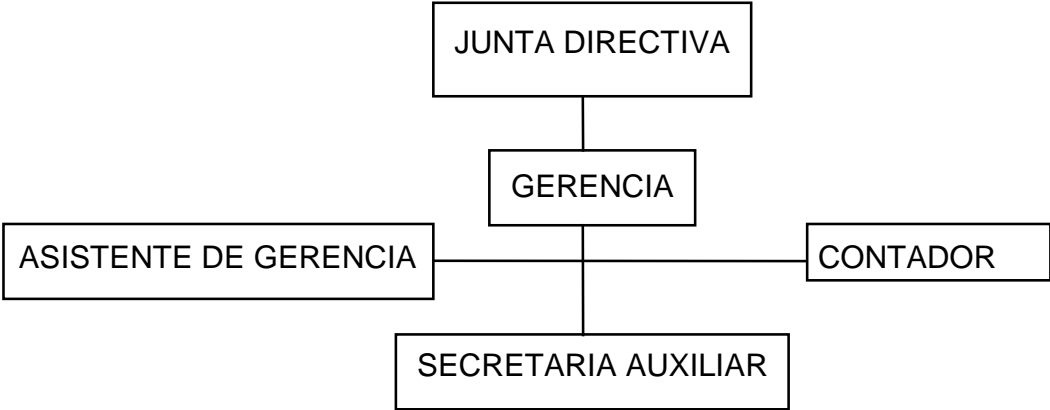 JUNTA DIRECTIVA
GERENCIA
ASISTENTE DE GERENCIA
CONTADOR
SECRETARIA AUXILIAR